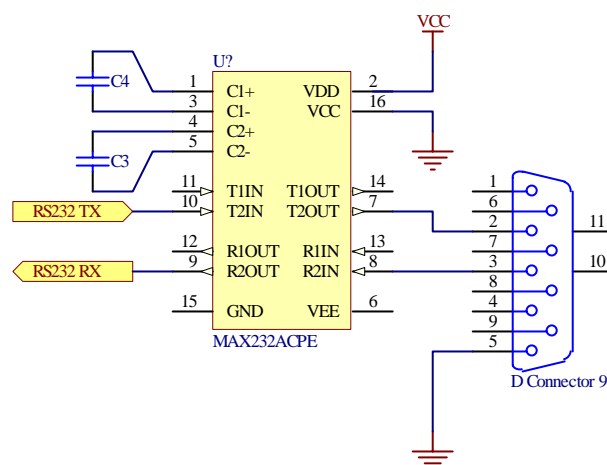 VCC
U?
C4
C3
1 C1+ VDD 2
3 C1- VCC 16
4 C2+
5 C2-
11 T1IN T1OUT 14
10 T2IN T2OUT 7
12 R1OUT R1IN 13
9 R2OUT R2IN 8
15 GND VEE 6
MAX232ACPE
RS232 TX
RS232 RX
1
6
2
7
3
8
4
9
5
11
10
D Connector 9